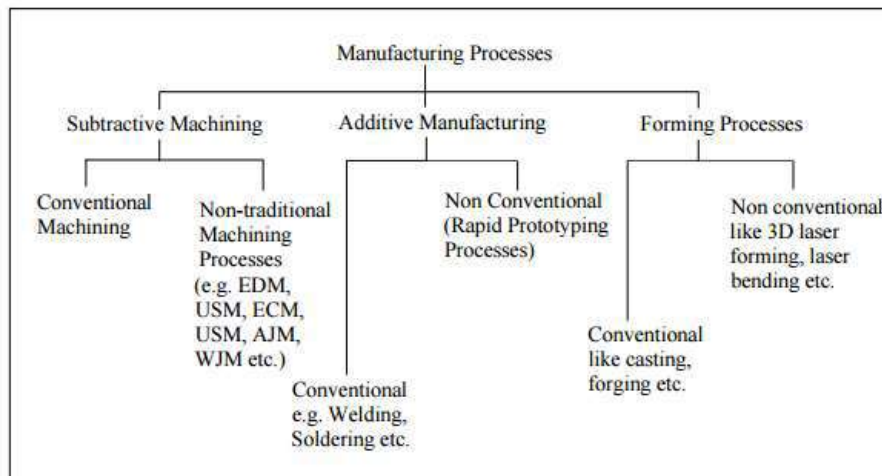 Manufacturing Processes
Subtractive Machining
Additive Manufacturing
Forming Processes
Conventional
Machining
Non-traditional
Machining
Processes
(e.g. EDM,
USM, ECM,
USM, AJM,
WJM etc.)
Conventional
e.g. Welding,
Soldering etc.
Non Conventional
(Rapid Prototyping
Processes)
Conventional
like casting,
forging etc.
Non conventional
like 3D laser
forming, laser
bending etc.